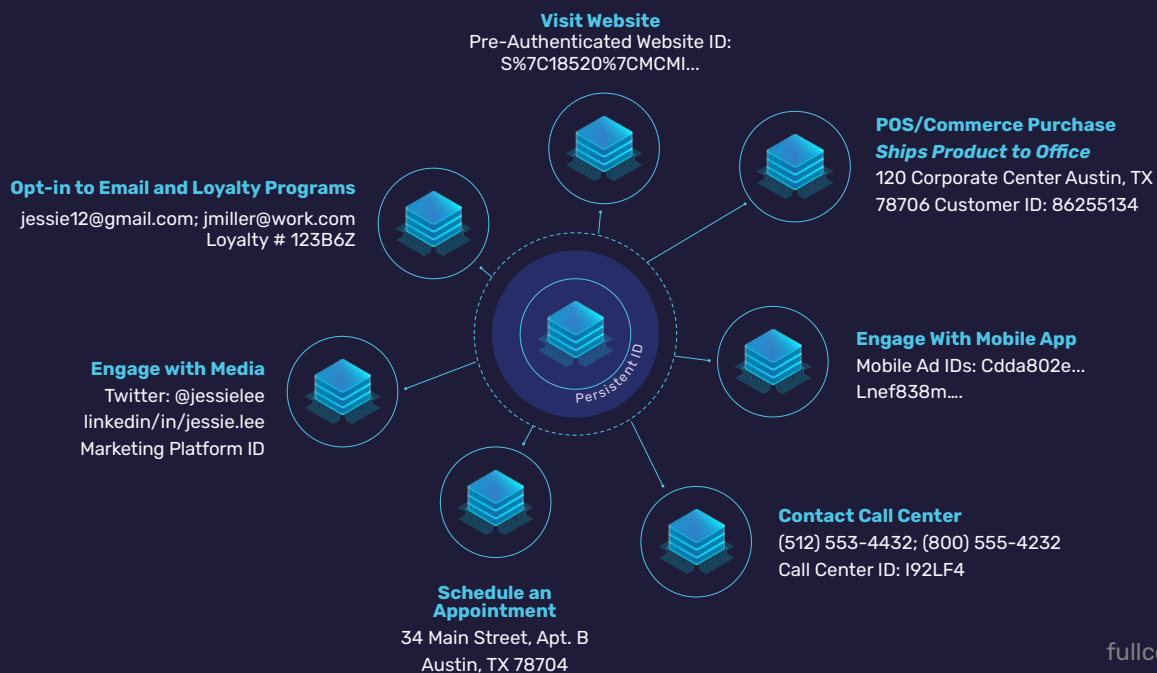 Visit Website
Pre-Authenticated Website ID:
S%7C18520%7CMCMI...
POS/Commerce Purchase
Ships Product to Office
120 Corporate Center Austin, TX
78706 Customer ID: 86255134
Opt-in to Email and Loyalty Programs
jessie12@gmail.com; jmiller@work.com
Loyalty # 123B6Z
Persistent ID
Engage With Mobile App
Mobile Ad IDs: Cdda802e...
Lnef838m....
Engage with Media
Twitter: @jessielee
linkedin/in/jessie.lee
Marketing Platform ID
Contact Call Center
(512) 553-4432; (800) 555-4232
Call Center ID: I92LF4
Schedule an
Appointment
34 Main Street, Apt. B
Austin, TX 78704